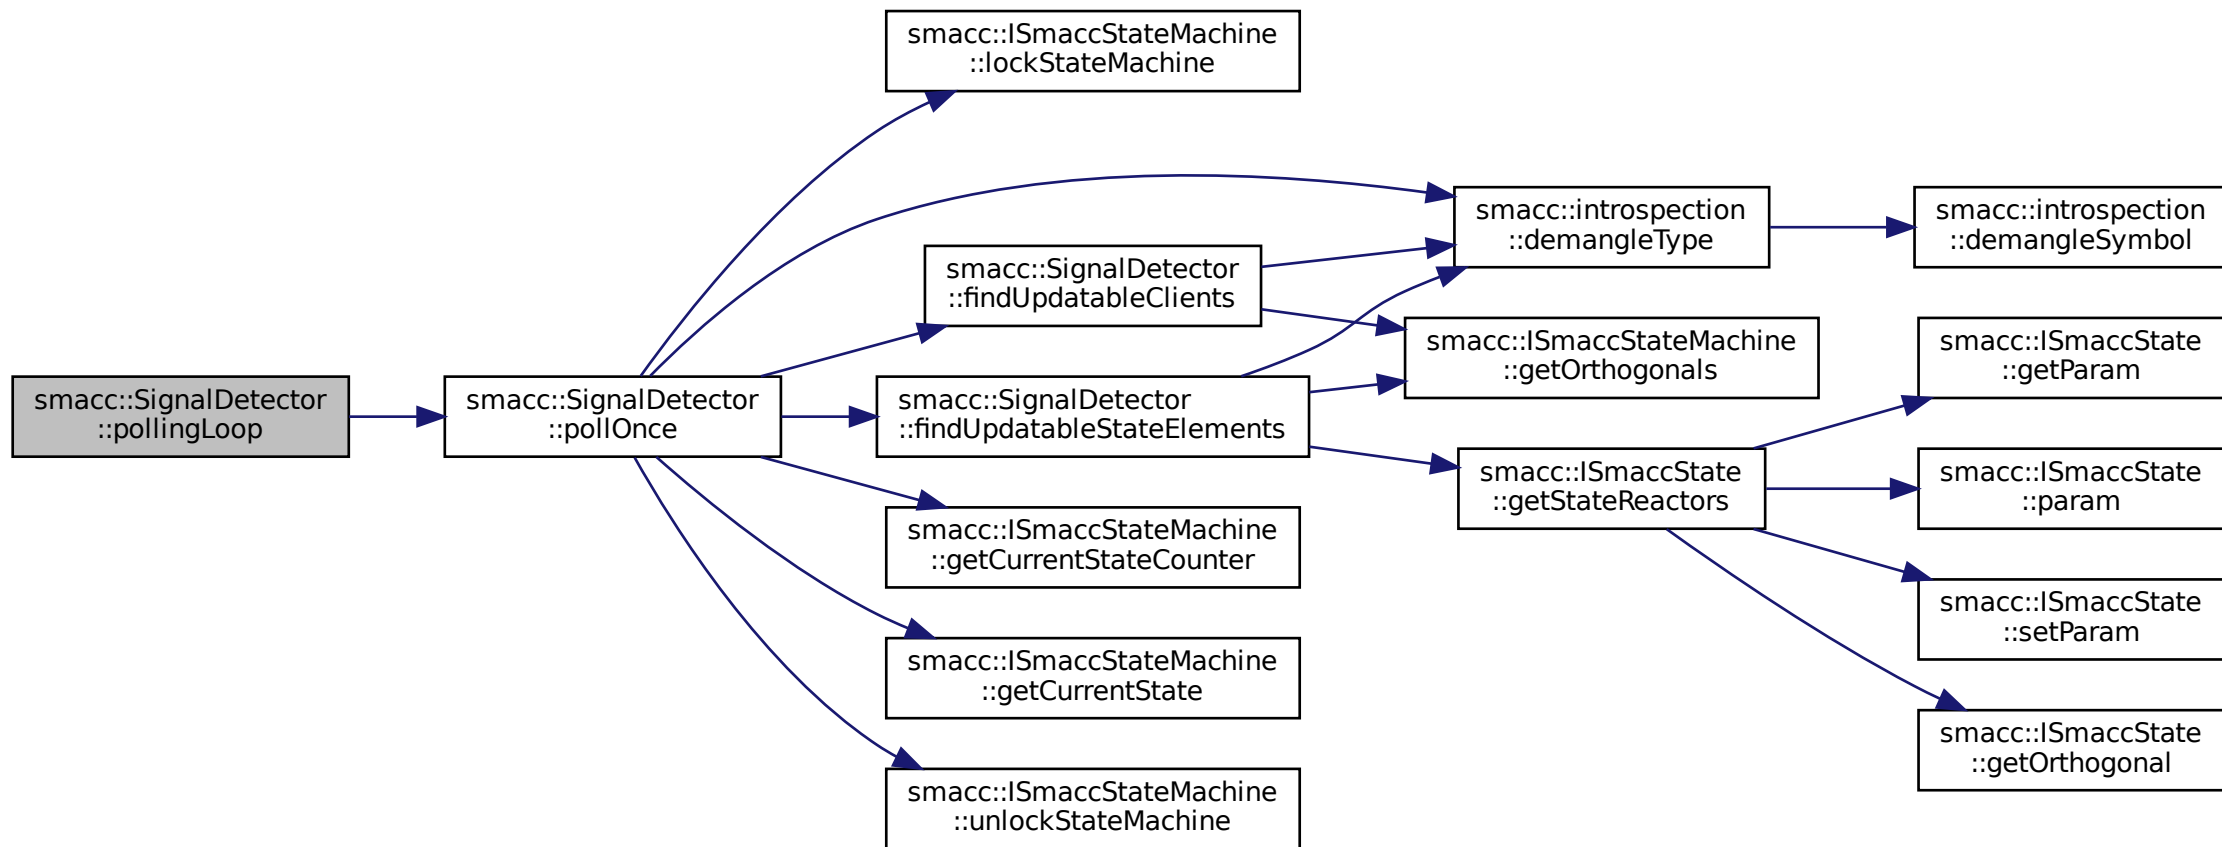 smacc::SignalDetector
::pollingLoop
smacc::SignalDetector
::pollOnce
smacc::ISmaccStateMachine
::lockStateMachine
smacc::SignalDetector
::findUpdatableClients
smacc::SignalDetector
::findUpdatableStateElements
smacc::ISmaccStateMachine
::getCurrentStateCounter
smacc::ISmaccStateMachine
::getCurrentState
smacc::ISmaccStateMachine
::unlockStateMachine
smacc::introspection
::demangleType
smacc::ISmaccStateMachine
::getOrthogonals
smacc::ISmaccState
::getStateReactors
smacc::introspection
::demangleSymbol
smacc::ISmaccState
::getParam
smacc::ISmaccState
::param
smacc::ISmaccState
::setParam
smacc::ISmaccState
::getOrthogonal